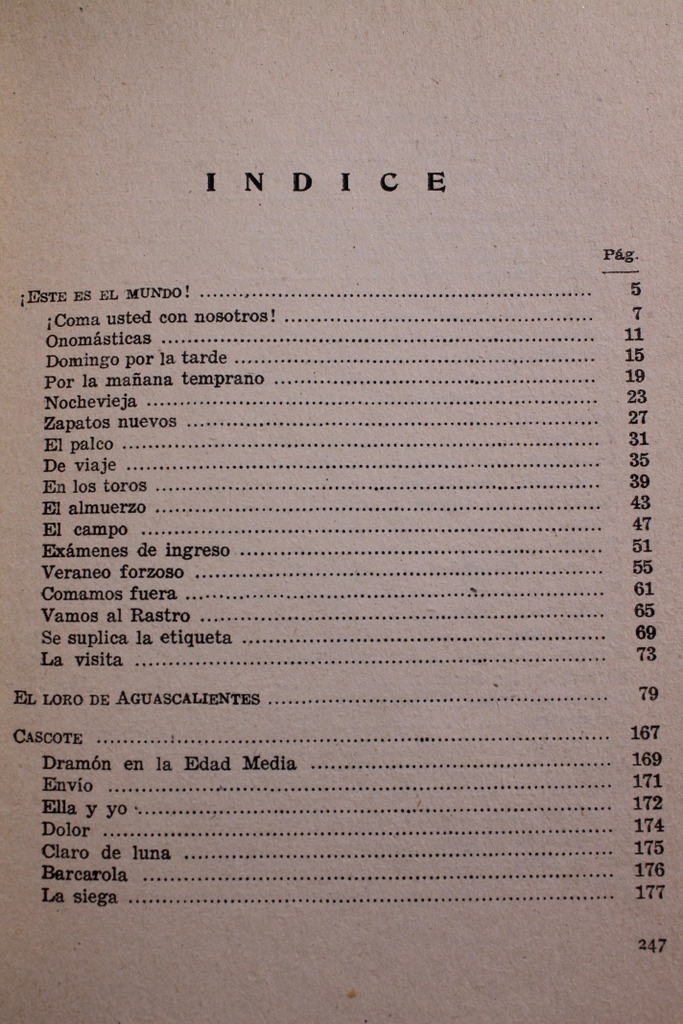 INDICE
Pág.
¡ESTE ES EL MUNDO! 5
¡Coma usted con nosotros! 7
Onomásticas 11
Domingo por la tarde 15
Por la mañana temprano 19
Nochevieja 23
Zapatos nuevos 27
El palco 31
De viaje 35
En los toros 39
El almuerzo 43
El campo 47
Exámenes de ingreso 51
Veraneo forzoso 55
Comamos fuera 61
Vamos al Rastro 65
Se suplica la etiqueta 69
La visita 73
EL LORO DE AGUASCALIENTES 79
CASCOTE 167
Dramón en la Edad Media 169
Envío 171
Ella y yo 172
Dolor 174
Claro de luna 175
Barcarola 176
La siega 177
247